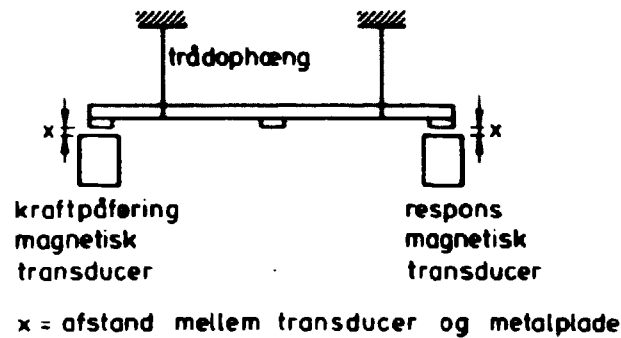 trådophæng
x
x
kraftpåføring
magnetisk
transducer
respons
magnetisk
transducer
x = afstand mellem transducer og metalplade